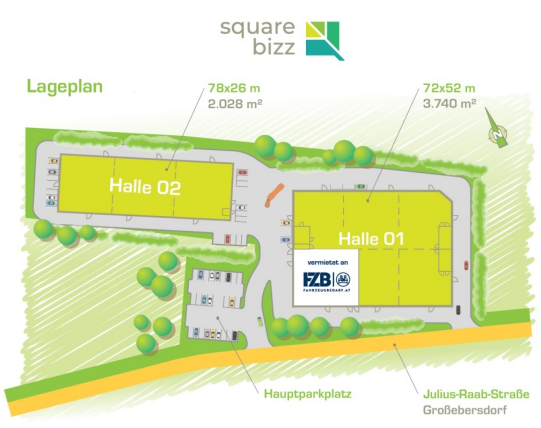 square
bizz
Lageplan
78x26 m
2.028 m²
72x52 m
3.740 m²
N
Halle 02
Halle 01
vermietet an
FZB
FAHRZEUGBEDARF.AT
Hauptparkplatz
Julius-Raab-Straße
Großebersdorf